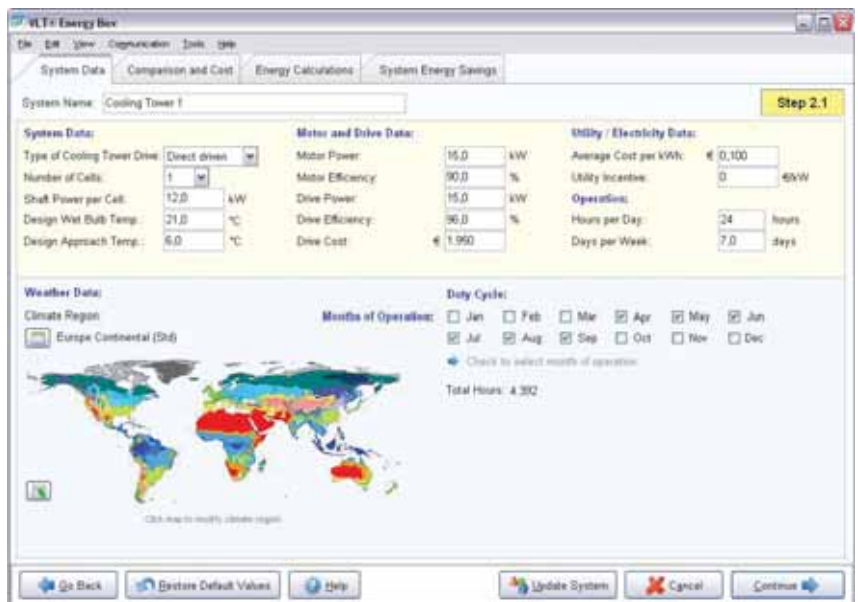 VLT® Energy Box
File Edit View Communication Tools Help
System Data Comparison and Cost Energy Calculations System Energy Savings
System Name: Cooling Tower 1 Step 2.1
System Data: Motor and Drive Data: Utility / Electricity Data:
Type of Cooling Tower Drive: Direct driven Motor Power: 15,0 kW Average Cost per kWh: € 0,100
Number of Cells: 1 Motor Efficiency: 90,0 % Utility Incentive: 0 €/kW
Shaft Power per Cell: 12,0 kW Drive Power: 15,0 kW Operation:
Design Wet Bulb Temp.: 21,0 °C Drive Efficiency: 96,0 % Hours per Day: 24 hours
Design Approach Temp.: 6,0 °C Drive Cost: € 1.950 Days per Week: 7,0 days
Weather Data: Duty Cycle:
Climate Region Months of Operation: Jan Feb Mar Apr May Jun
Europe Continental (Std) Jul Aug Sep Oct Nov Dec
Check to select month of operation
Total Hours: 4.392
Click map to modify climate region
Go Back Restore Default Values Help Update System Cancel Continue